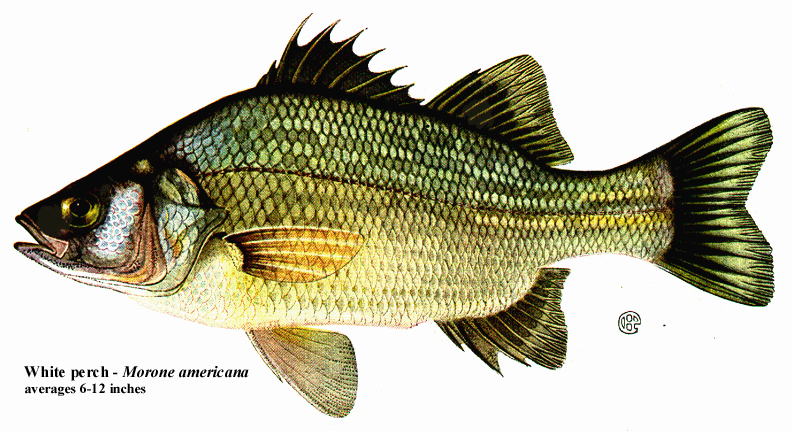 White perch - Morone americana
averages 6-12 inches